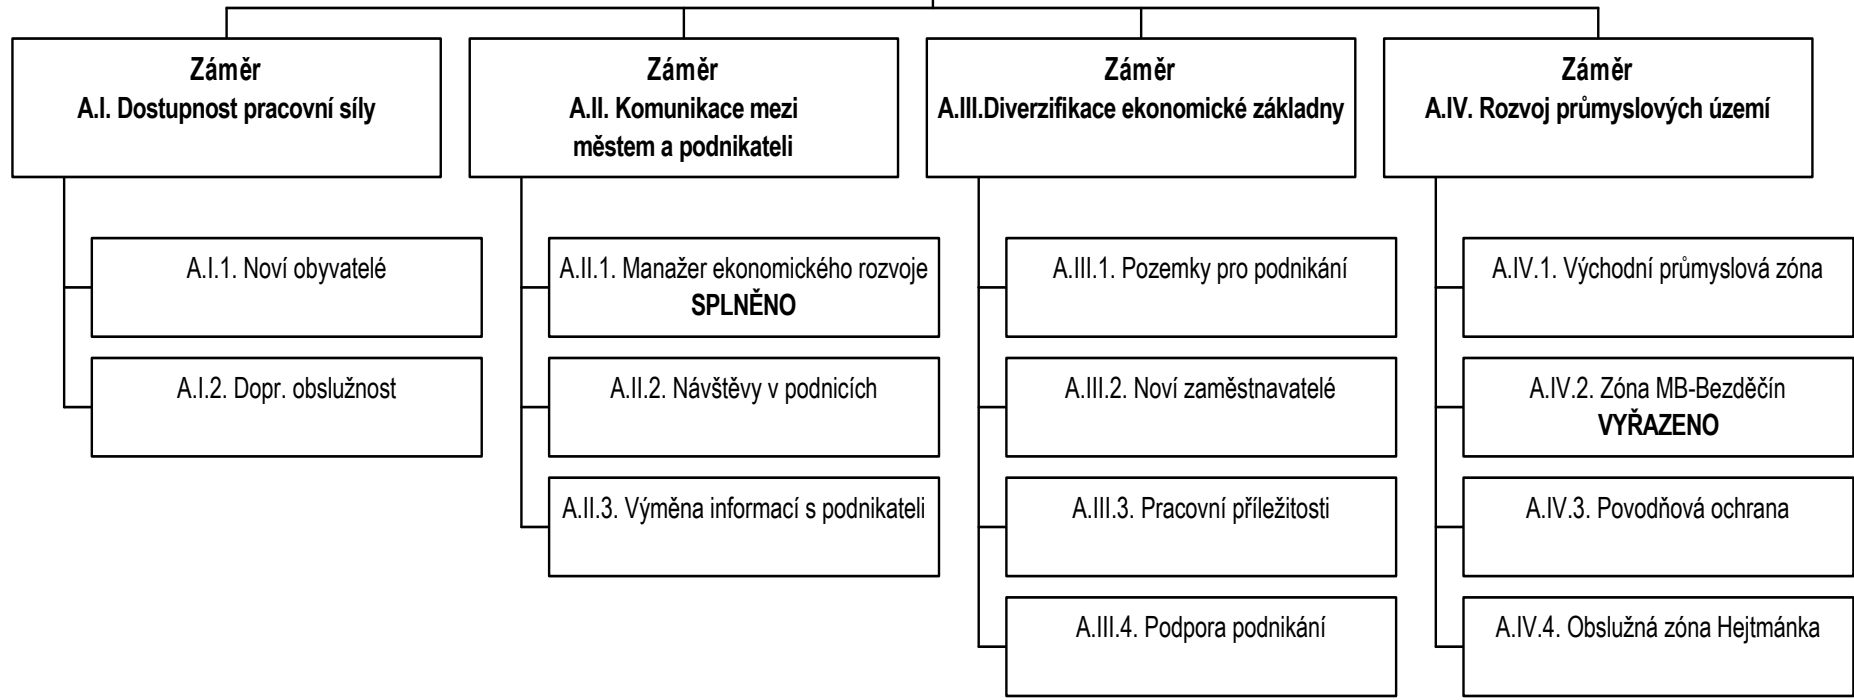 Záměr
A.I. Dostupnost pracovní síly
Záměr
A.II. Komunikace mezi
městem a podnikateli
Záměr
A.III.Diverzifikace ekonomické základny
Záměr
A.IV. Rozvoj průmyslových území
A.I.1. Noví obyvatelé
A.I.2. Dopr. obslužnost
A.II.1. Manažer ekonomického rozvoje
SPLNĚNO
A.II.2. Návštěvy v podnicích
A.II.3. Výměna informací s podnikateli
A.III.1. Pozemky pro podnikání
A.III.2. Noví zaměstnavatelé
A.III.3. Pracovní příležitosti
A.III.4. Podpora podnikání
A.IV.1. Východní průmyslová zóna
A.IV.2. Zóna MB-Bezděčín
VYŘAZENO
A.IV.3. Povodňová ochrana
A.IV.4. Obslužná zóna Hejtmánka